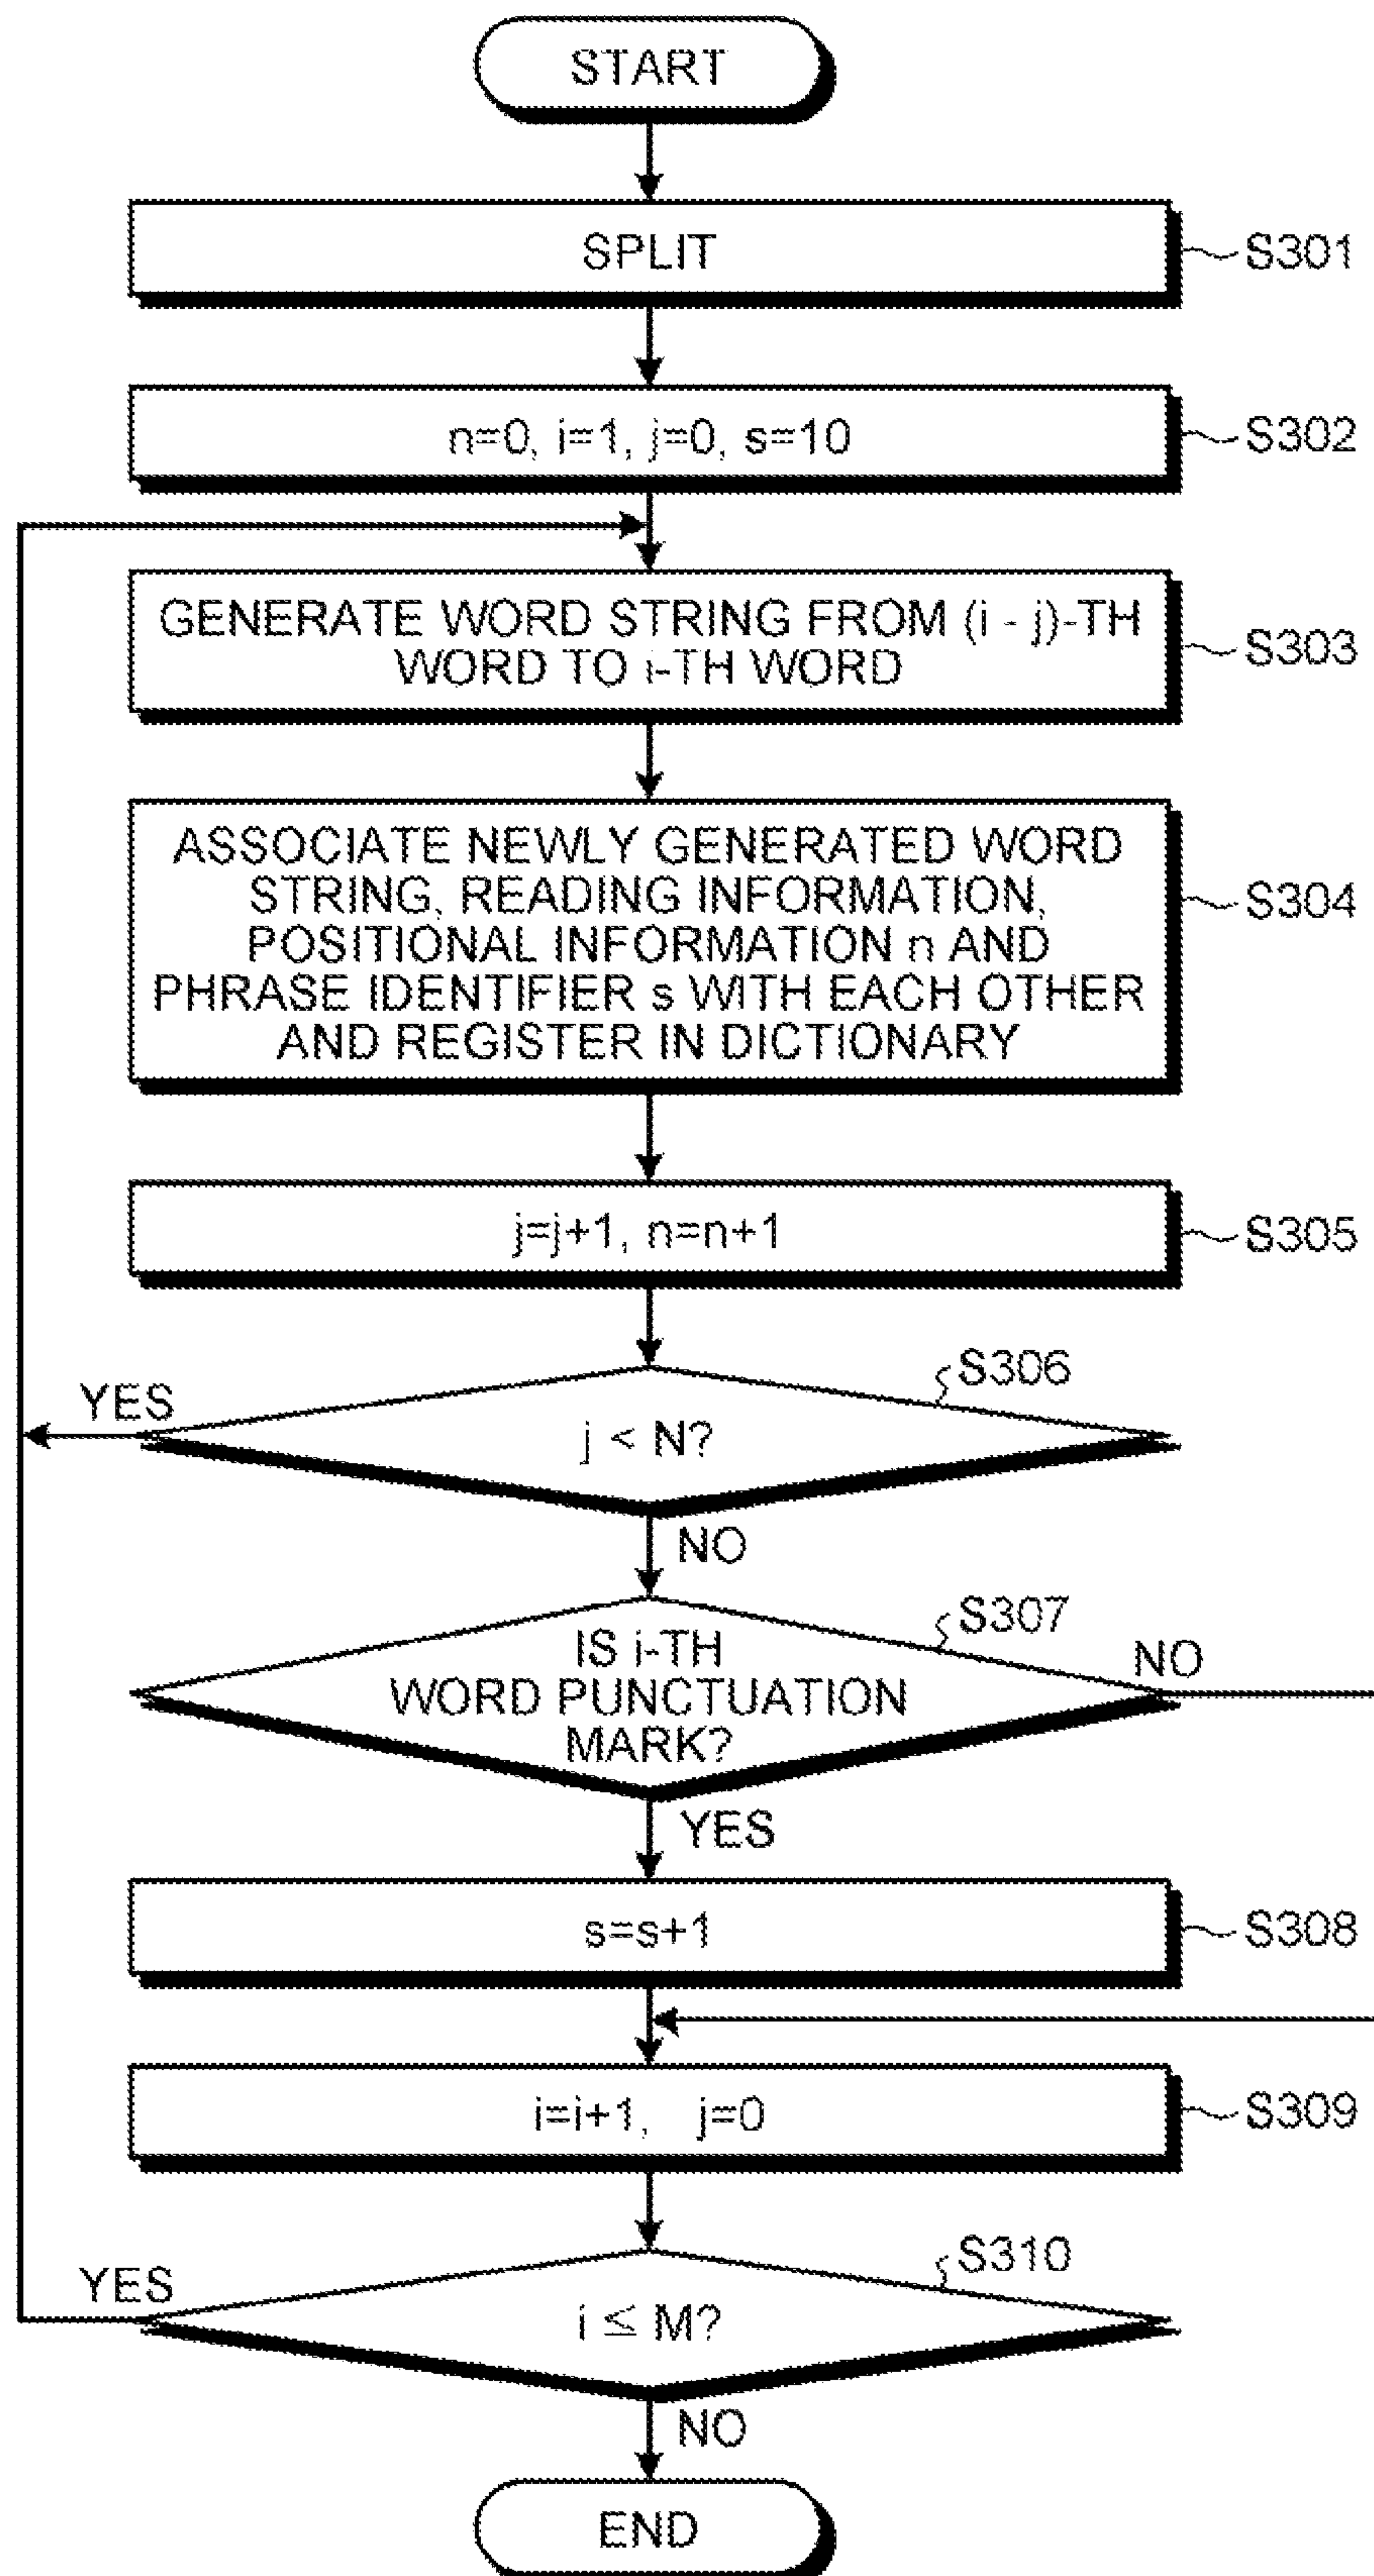 START
SPLIT
S301
n=0, i=1, j=0, s=10
S302
GENERATE WORD STRING FROM (i - j)-TH
WORD TO i-TH WORD
S303
ASSOCIATE NEWLY GENERATED WORD
STRING, READING INFORMATION,
POSITIONAL INFORMATION n AND
PHRASE IDENTIFIER s WITH EACH OTHER
AND REGISTER IN DICTIONARY
S304
j=j+1, n=n+1
S305
S306
YES
j < N?
NO
S307
IS i-TH
WORD PUNCTUATION
MARK?
NO
YES
s=s+1
S308
i=i+1, j=0
S309
S310
YES
i ≤ M?
NO
END